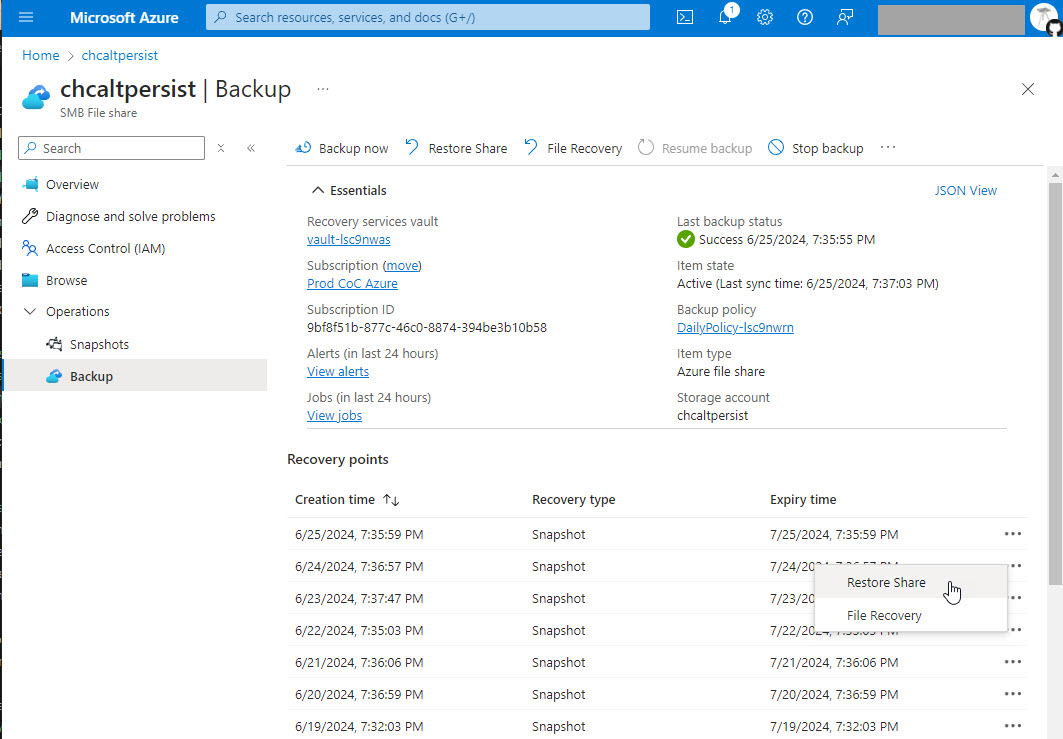 Microsoft Azure
Search resources, services, and docs (G+/)
1
Home > chcaltpersist
chcaltpersist | Backup ...
SMB File share
Search
Overview
Diagnose and solve problems
Access Control (IAM)
Browse
Operations
Snapshots
Backup
Backup now Restore Share File Recovery Resume backup Stop backup ...
Essentials
JSON View
Recovery services vault
vault-lsc9nwas
Subscription (move)
Prod CoC Azure
Subscription ID
9bf8f51b-877c-46c0-8874-394be3b10b58
Alerts (in last 24 hours)
View alerts
Jobs (in last 24 hours)
View jobs
Last backup status
Success 6/25/2024, 7:35:55 PM
Item state
Active (Last sync time: 6/25/2024, 7:37:03 PM)
Backup policy
DailyPolicy-lsc9nwrn
Item type
Azure file share
Storage account
chcaltpersist
Recovery points
Creation time Recovery type Expiry time
6/25/2024, 7:35:59 PM Snapshot 7/25/2024, 7:35:59 PM
6/24/2024, 7:36:57 PM Snapshot 7/24/2024, 7:36:57 PM
6/23/2024, 7:37:47 PM Snapshot 7/23/20
6/22/2024, 7:35:03 PM Snapshot 7/22/2024, 7:35:03 PM
6/21/2024, 7:36:06 PM Snapshot 7/21/2024, 7:36:06 PM
6/20/2024, 7:36:59 PM Snapshot 7/20/2024, 7:36:59 PM
6/19/2024, 7:32:03 PM Snapshot 7/19/2024, 7:32:03 PM
Restore Share
File Recovery